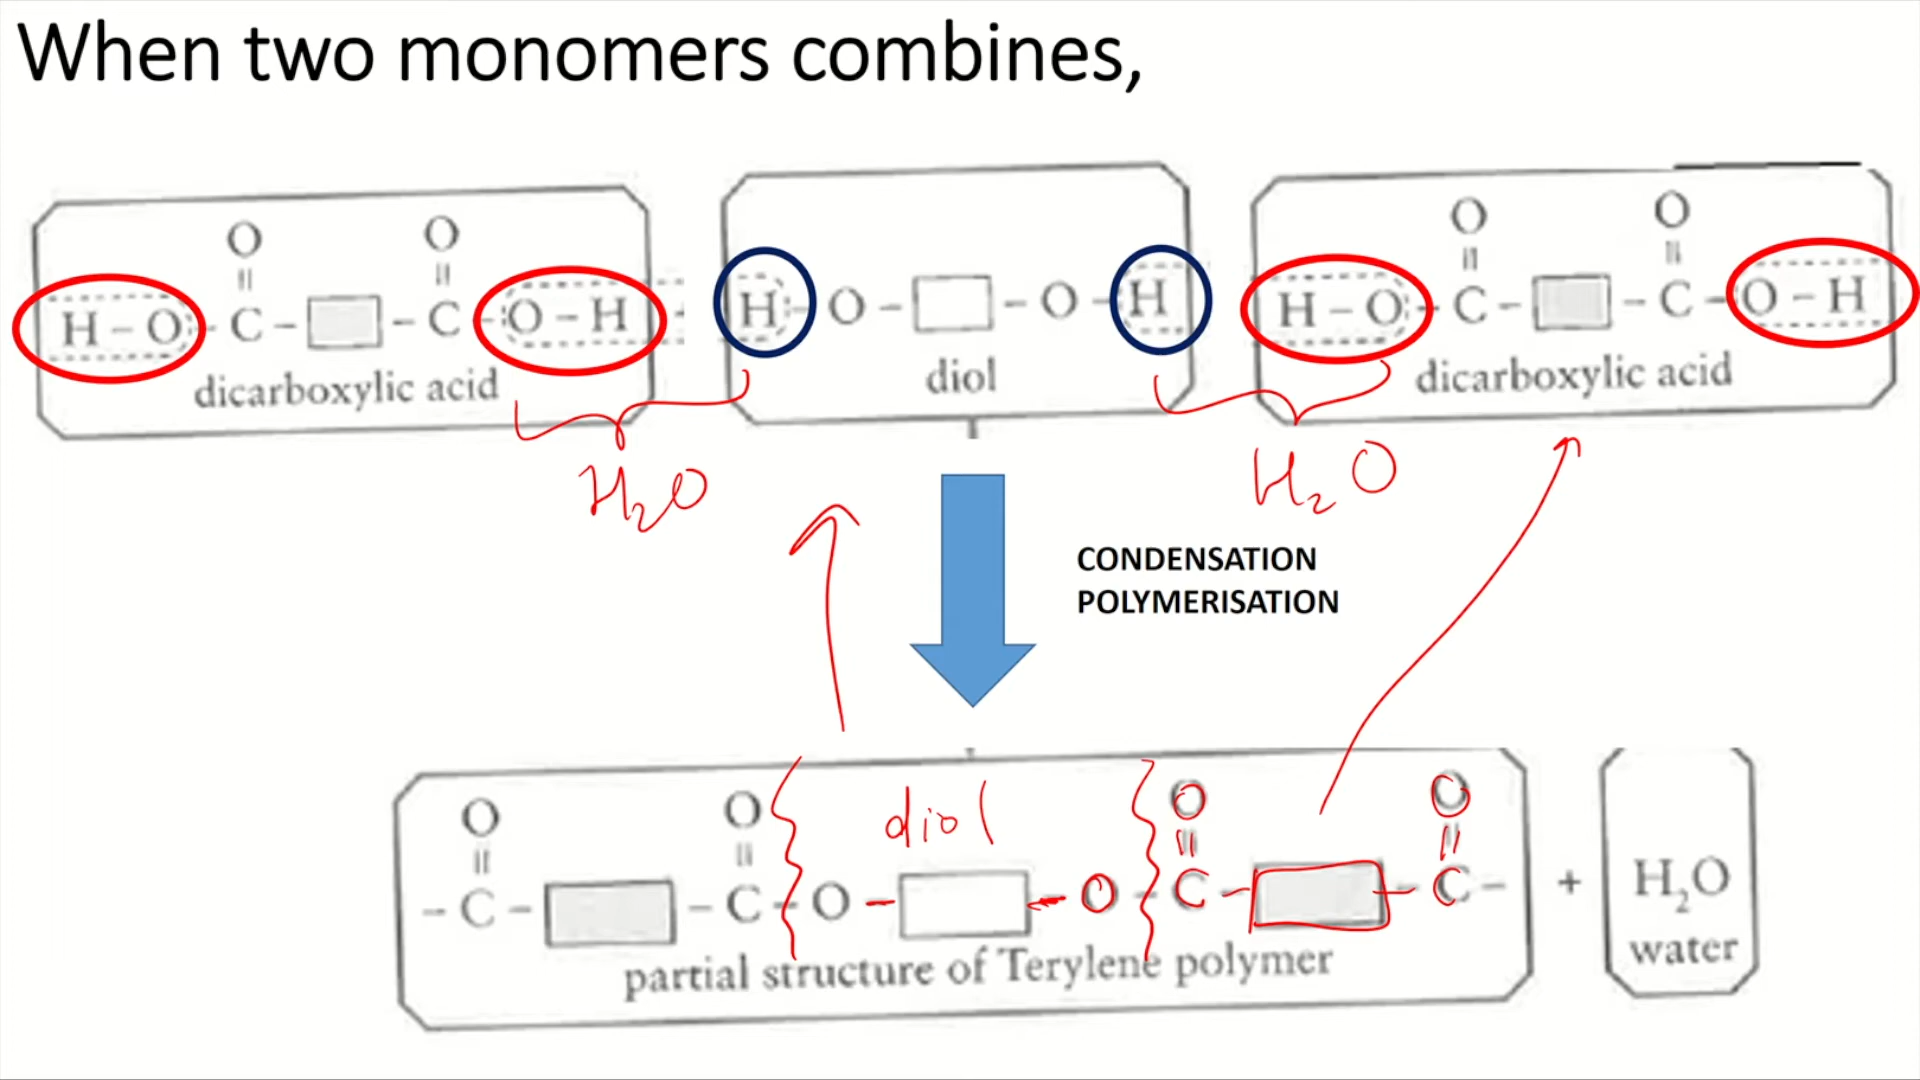 When two monomers combines,
O O O O
|| || || ||
H – O – C – – C – O – H H – O – – O – H H – O – C – – C – O – H
dicarboxylic acid diol dicarboxylic acid
H₂O H₂O
CONDENSATION
POLYMERISATION
O O diol O O
|| || || ||
– C – – C – O – – O – C – – C – + H₂O
partial structure of Terylene polymer water